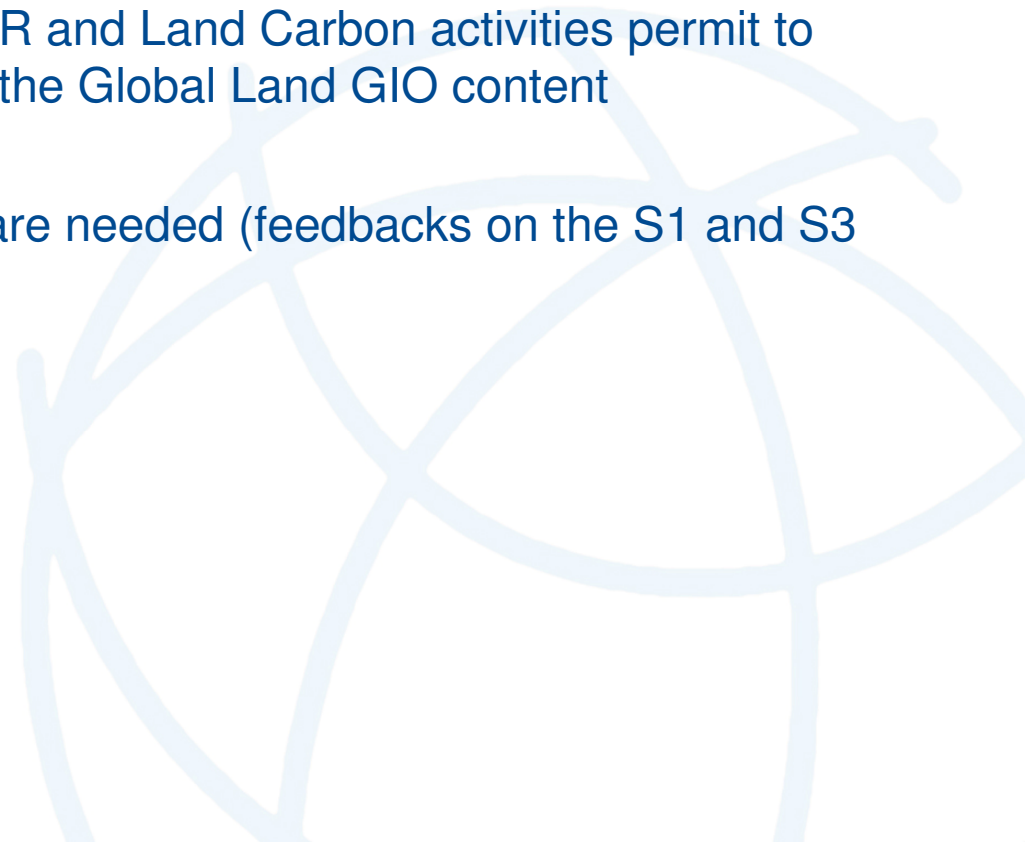 R and Land Carbon activities permit to
the Global Land GIO content
are needed (feedbacks on the S1 and S3